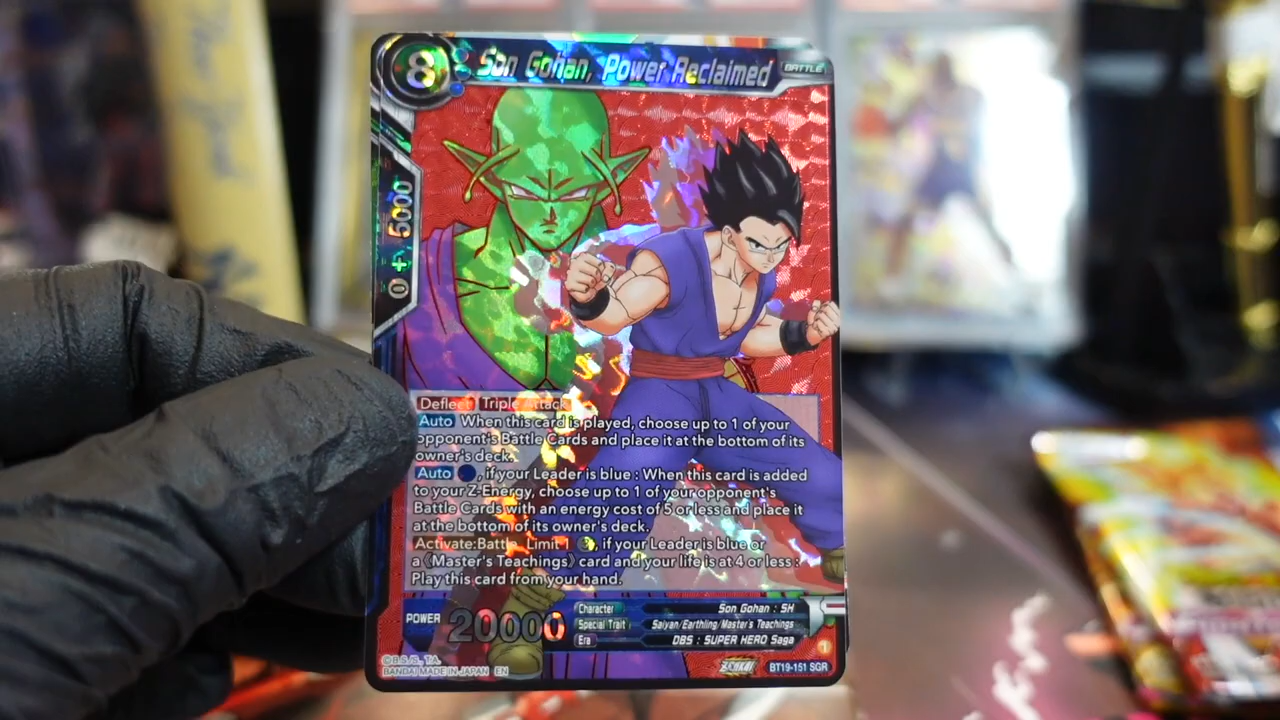 8
Son Gohan, Power Reclaimed
BATTLE
0 + 5000
Deflect Triple Attack
Auto When this card is played, choose up to 1 of your
opponent's Battle Cards and place it at the bottom of its
owner's deck.
Auto , if your Leader is blue : When this card is added
to your Z-Energy, choose up to 1 of your opponent's
Battle Cards with an energy cost of 5 or less and place it
at the bottom of its owner's deck.
Activate:Battle Limit 1 , if your Leader is blue or
a 《Master's Teachings》 card and your life is at 4 or less :
Play this card from your hand.
POWER 20000
Character Son Gohan : SH
Special Trait Saiyan/Earthling/Master's Teachings
Era DBS : SUPER HERO Saga
©B.S./S., T.A.
BANDAI MADE IN JAPAN EN
ZENKAI
BT19-151 SGR